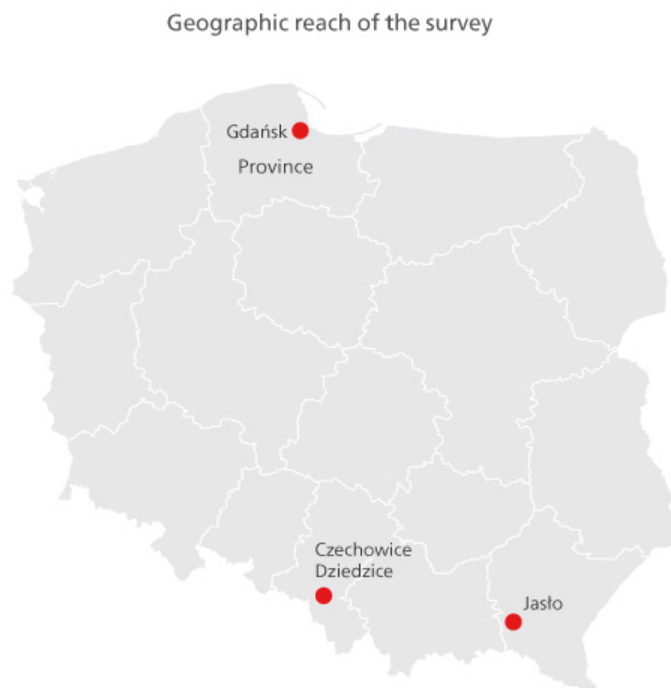 Geographic reach of the survey
Gdańsk
Province
Czechowice
Dziedzice
Jasło